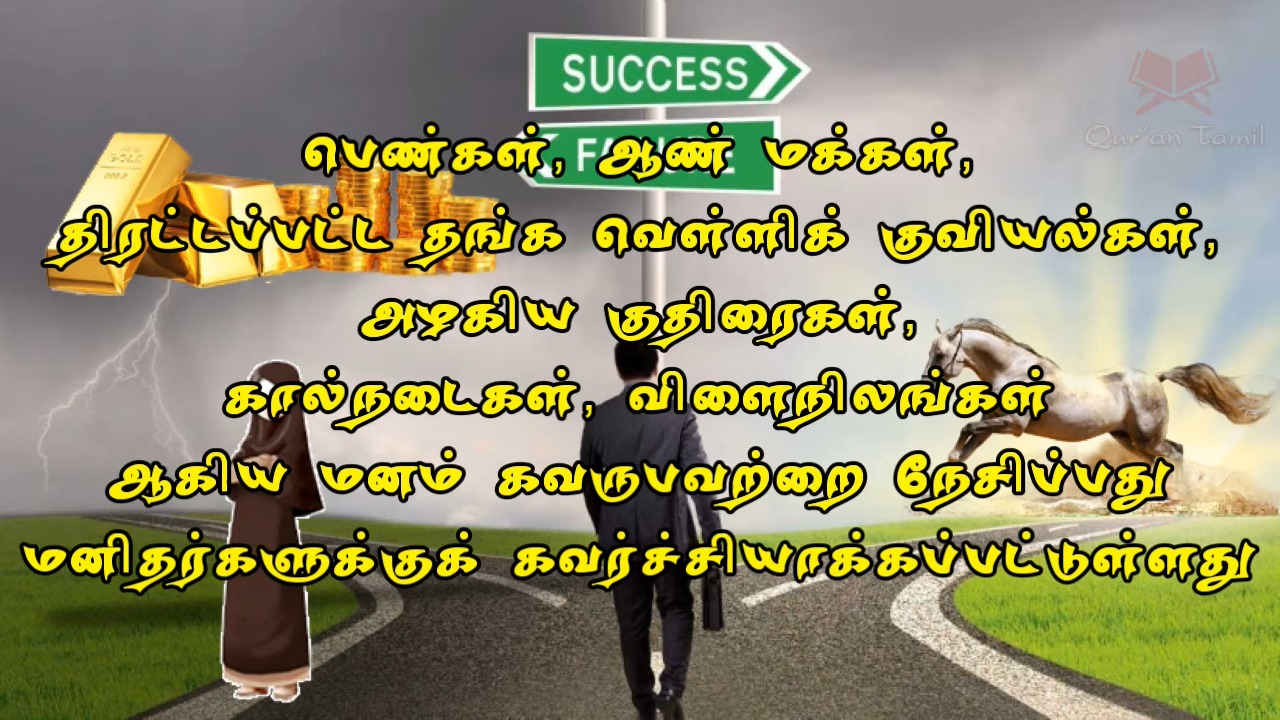 SUCCESS
FAILURE
Qur'an Tamil
பெண்கள், ஆண் மக்கள்,
திரட்டப்பட்ட தங்க வெள்ளிக் குவியல்கள்,
அழகிய குதிரைகள்,
கால்நடைகள், விளைநிலங்கள்
ஆகிய மனம் கவருபவற்றை நேசிப்பது
மனிதர்களுக்குக் கவர்ச்சியாக்கப்பட்டுள்ளது